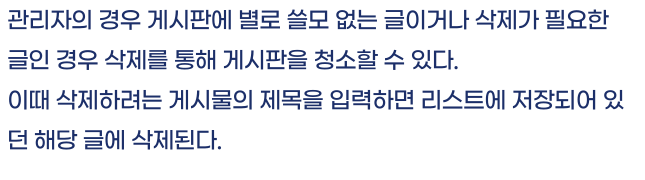 관리자의 경우 게시판에 별로 쓸모 없는 글이거나 삭제가 필요한
글인 경우 삭제를 통해 게시판을 청소할 수 있다.
이때 삭제하려는 게시물의 제목을 입력하면 리스트에 저장되어 있
던 해당 글에 삭제된다.